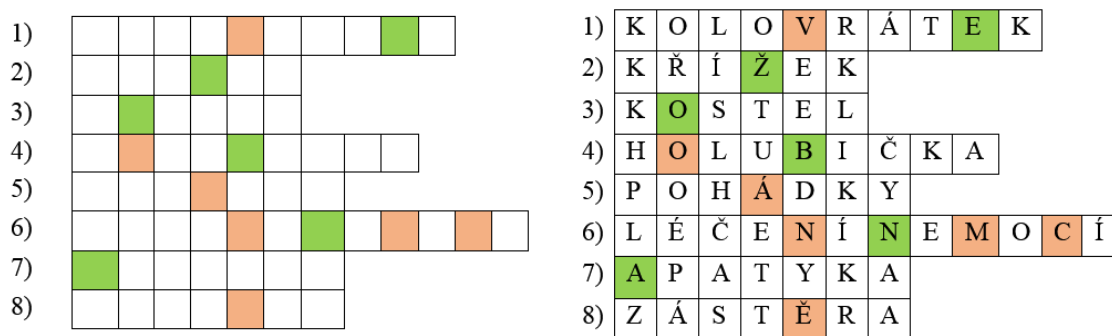 1)
2)
3)
4)
5)
6)
7)
8)
1) K O L O V R Á T E K
2) K Ř Í Ž E K
3) K O S T E L
4) H O L U B I Č K A
5) P O H Á D K Y
6) L É Č E N Í N E M O C Í
7) A P A T Y K A
8) Z Á S T Ě R A